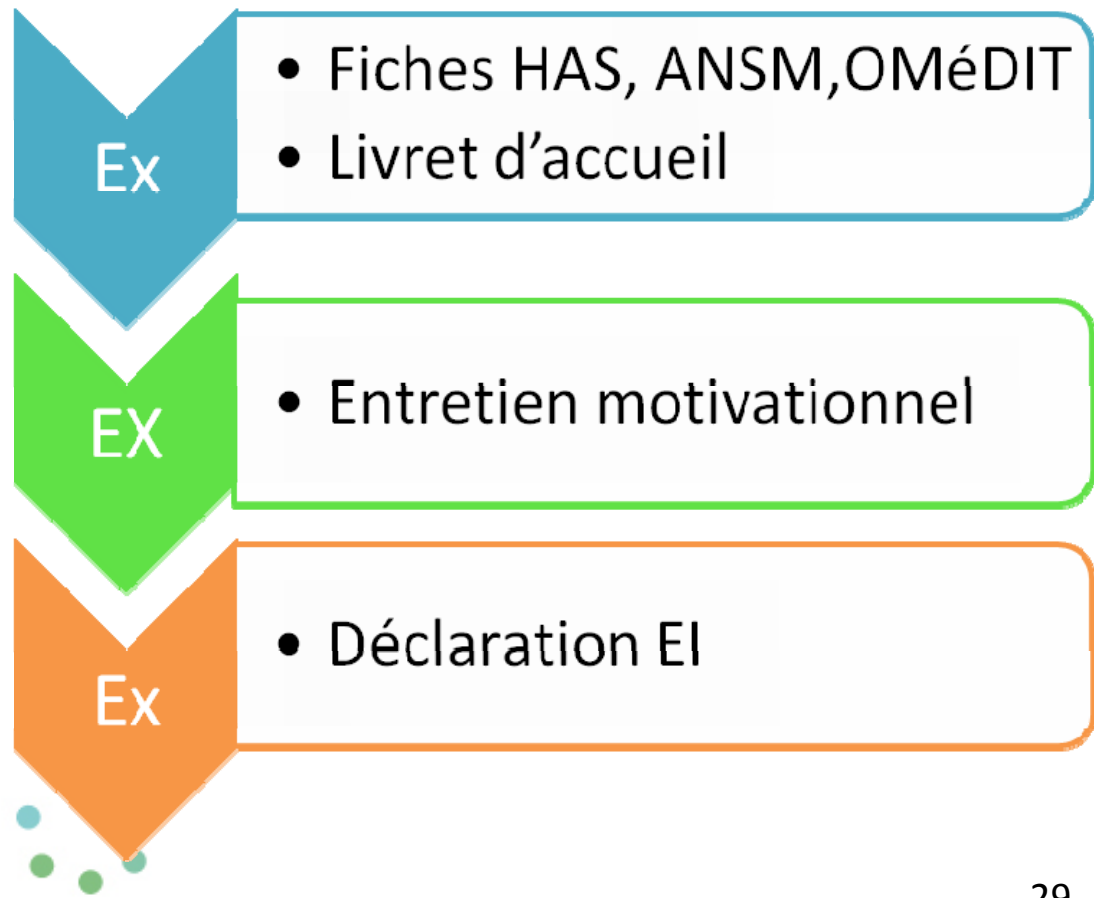 Ex
• Fiches HAS, ANSM,OMéDIT
• Livret d’accueil
EX
• Entretien motivationnel
Ex
• Déclaration EI
29